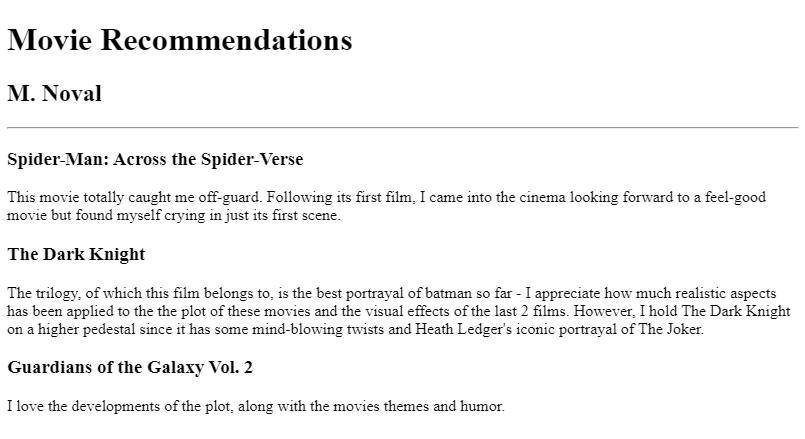 Movie Recommendations
M. Noval
Spider-Man: Across the Spider-Verse
This movie totally caught me off-guard. Following its first film, I came into the cinema looking forward to a feel-good
movie but found myself crying in just its first scene.
The Dark Knight
The trilogy, of which this film belongs to, is the best portrayal of batman so far - I appreciate how much realistic aspects
has been applied to the the plot of these movies and the visual effects of the last 2 films. However, I hold The Dark Knight
on a higher pedestal since it has some mind-blowing twists and Heath Ledger's iconic portrayal of The Joker.
Guardians of the Galaxy Vol. 2
I love the developments of the plot, along with the movies themes and humor.